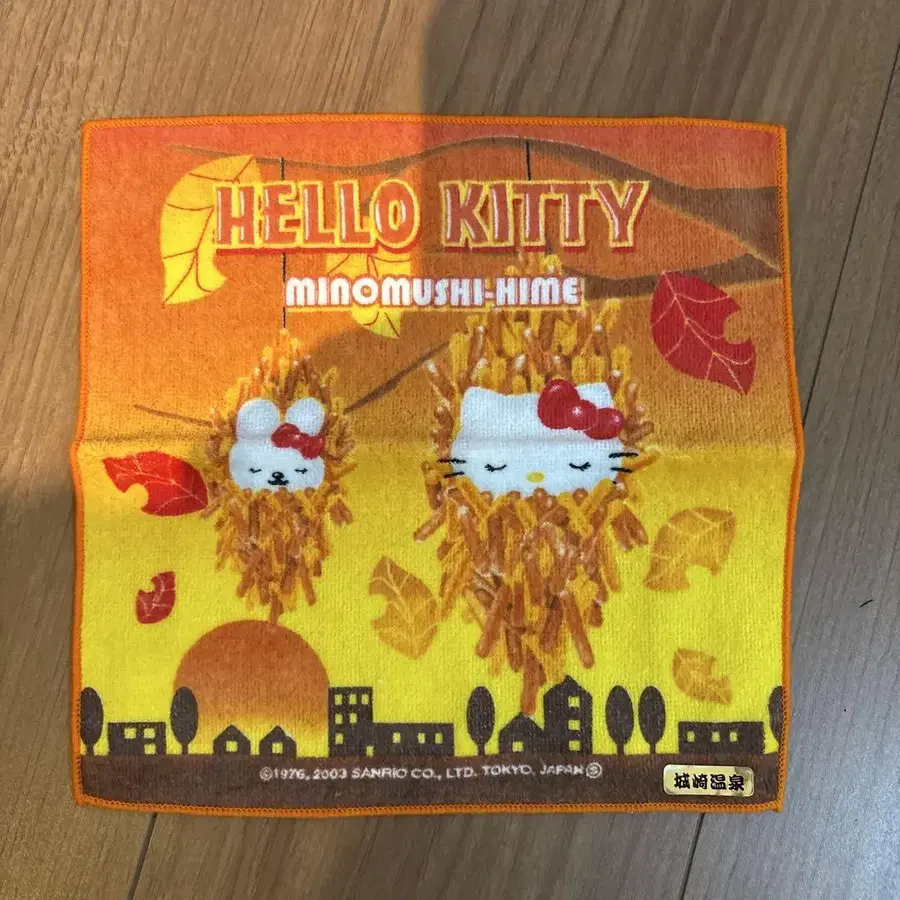 HELLO KITTY
MINOMUSHI-HIME
©1976, 2003 SANRIO CO., LTD. TOKYO, JAPAN Ⓢ
城崎温泉